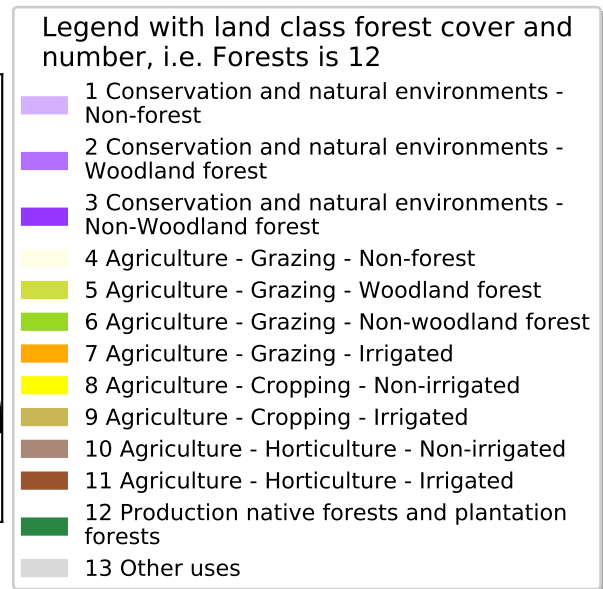 Legend with land class forest cover and
number, i.e. Forests is 12
1 Conservation and natural environments -
Non-forest
2 Conservation and natural environments -
Woodland forest
3 Conservation and natural environments -
Non-Woodland forest
4 Agriculture - Grazing - Non-forest
5 Agriculture - Grazing - Woodland forest
6 Agriculture - Grazing - Non-woodland forest
7 Agriculture - Grazing - Irrigated
8 Agriculture - Cropping - Non-irrigated
9 Agriculture - Cropping - Irrigated
10 Agriculture - Horticulture - Non-irrigated
11 Agriculture - Horticulture - Irrigated
12 Production native forests and plantation
forests
13 Other uses